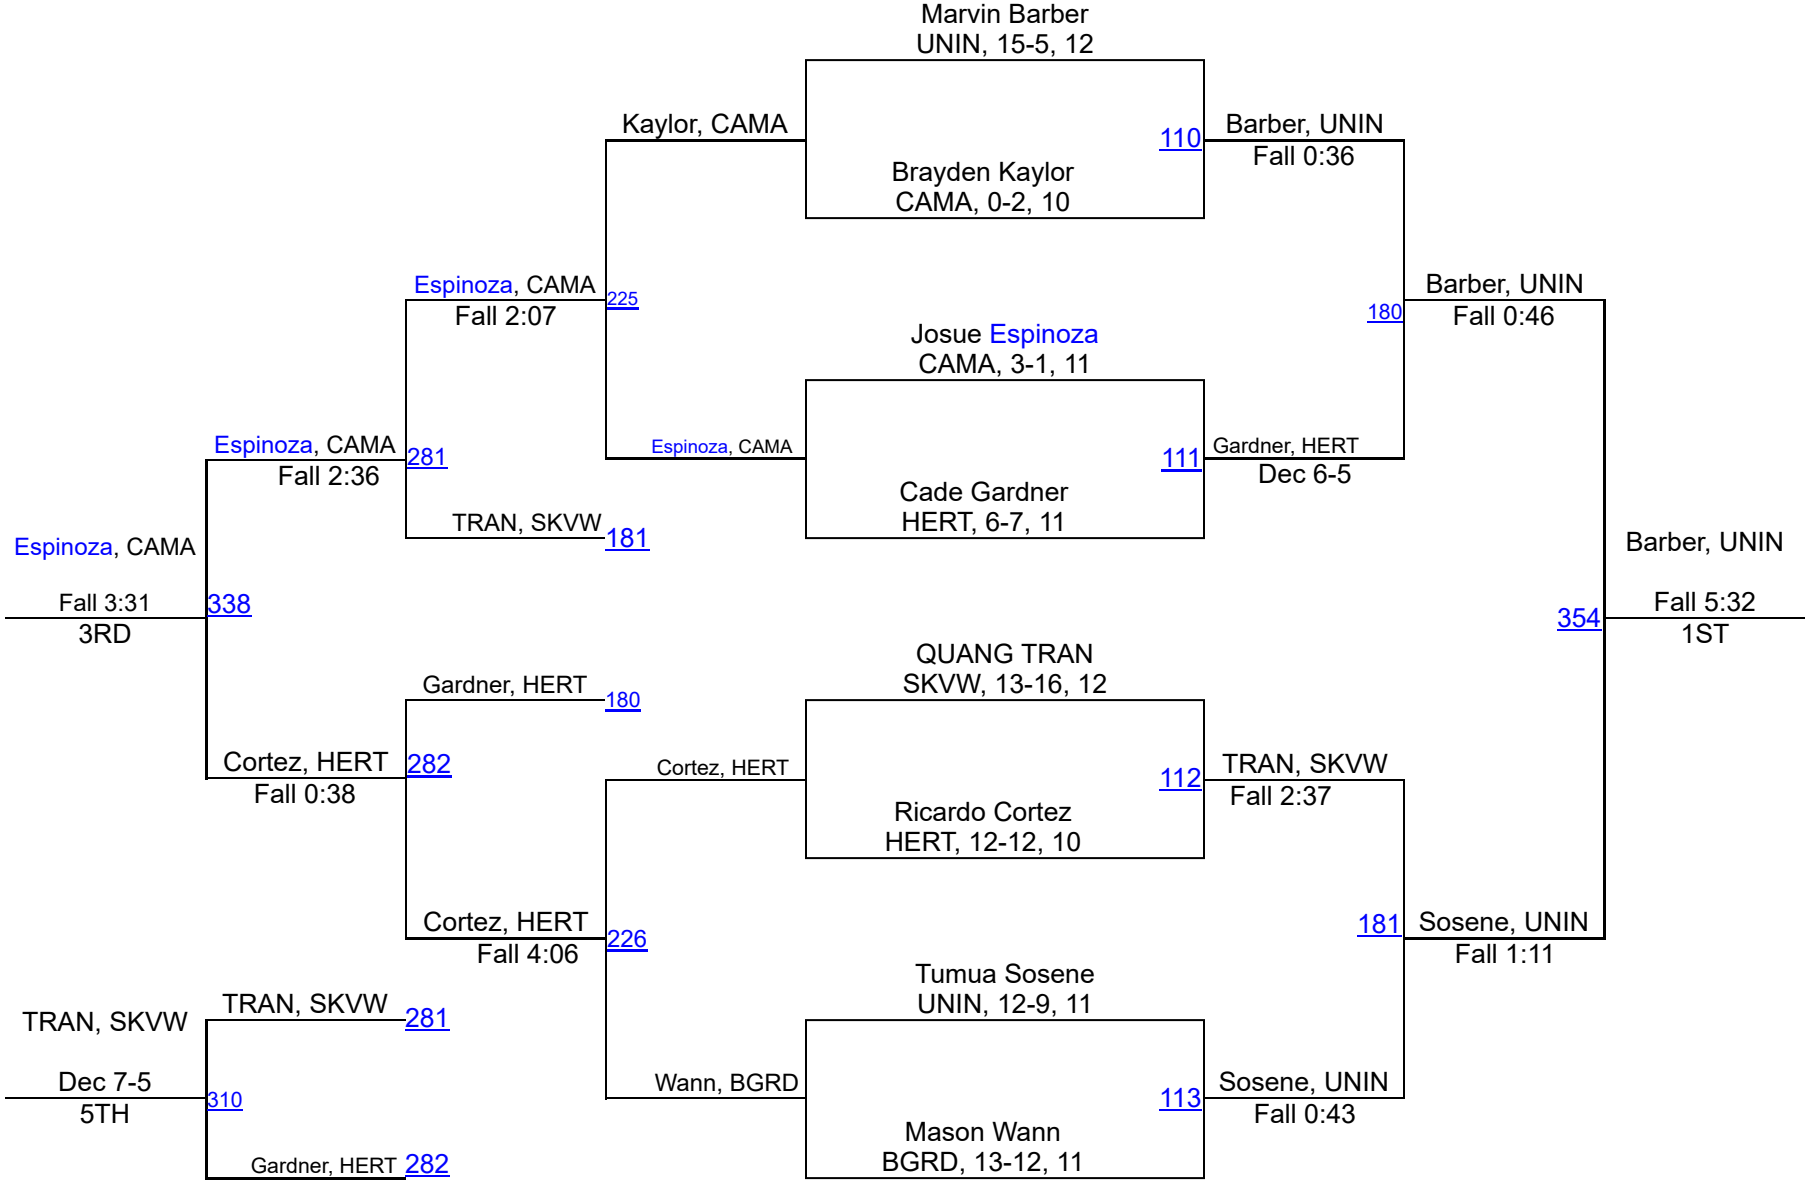 Marvin Barber
UNIN, 15-5, 12
Kaylor, CAMA
110
Barber, UNIN
Fall 0:36
Brayden Kaylor
CAMA, 0-2, 10
Espinoza, CAMA
Fall 2:07
225
Barber, UNIN
Fall 0:46
180
Josue Espinoza
CAMA, 3-1, 11
Espinoza, CAMA
Fall 2:36
281
Espinoza, CAMA
111
Gardner, HERT
Dec 6-5
Cade Gardner
HERT, 6-7, 11
TRAN, SKVW
181
Espinoza, CAMA
Fall 3:31
3RD
338
Barber, UNIN
354
Fall 5:32
1ST
QUANG TRAN
SKVW, 13-16, 12
Gardner, HERT
180
Cortez, HERT
Fall 0:38
282
Cortez, HERT
112
TRAN, SKVW
Fall 2:37
Ricardo Cortez
HERT, 12-12, 10
Cortez, HERT
Fall 4:06
226
181
Sosene, UNIN
Fall 1:11
Tumua Sosene
UNIN, 12-9, 11
TRAN, SKVW
281
TRAN, SKVW
Dec 7-5
5TH
310
Wann, BGRD
113
Sosene, UNIN
Fall 0:43
Mason Wann
BGRD, 13-12, 11
Gardner, HERT
282